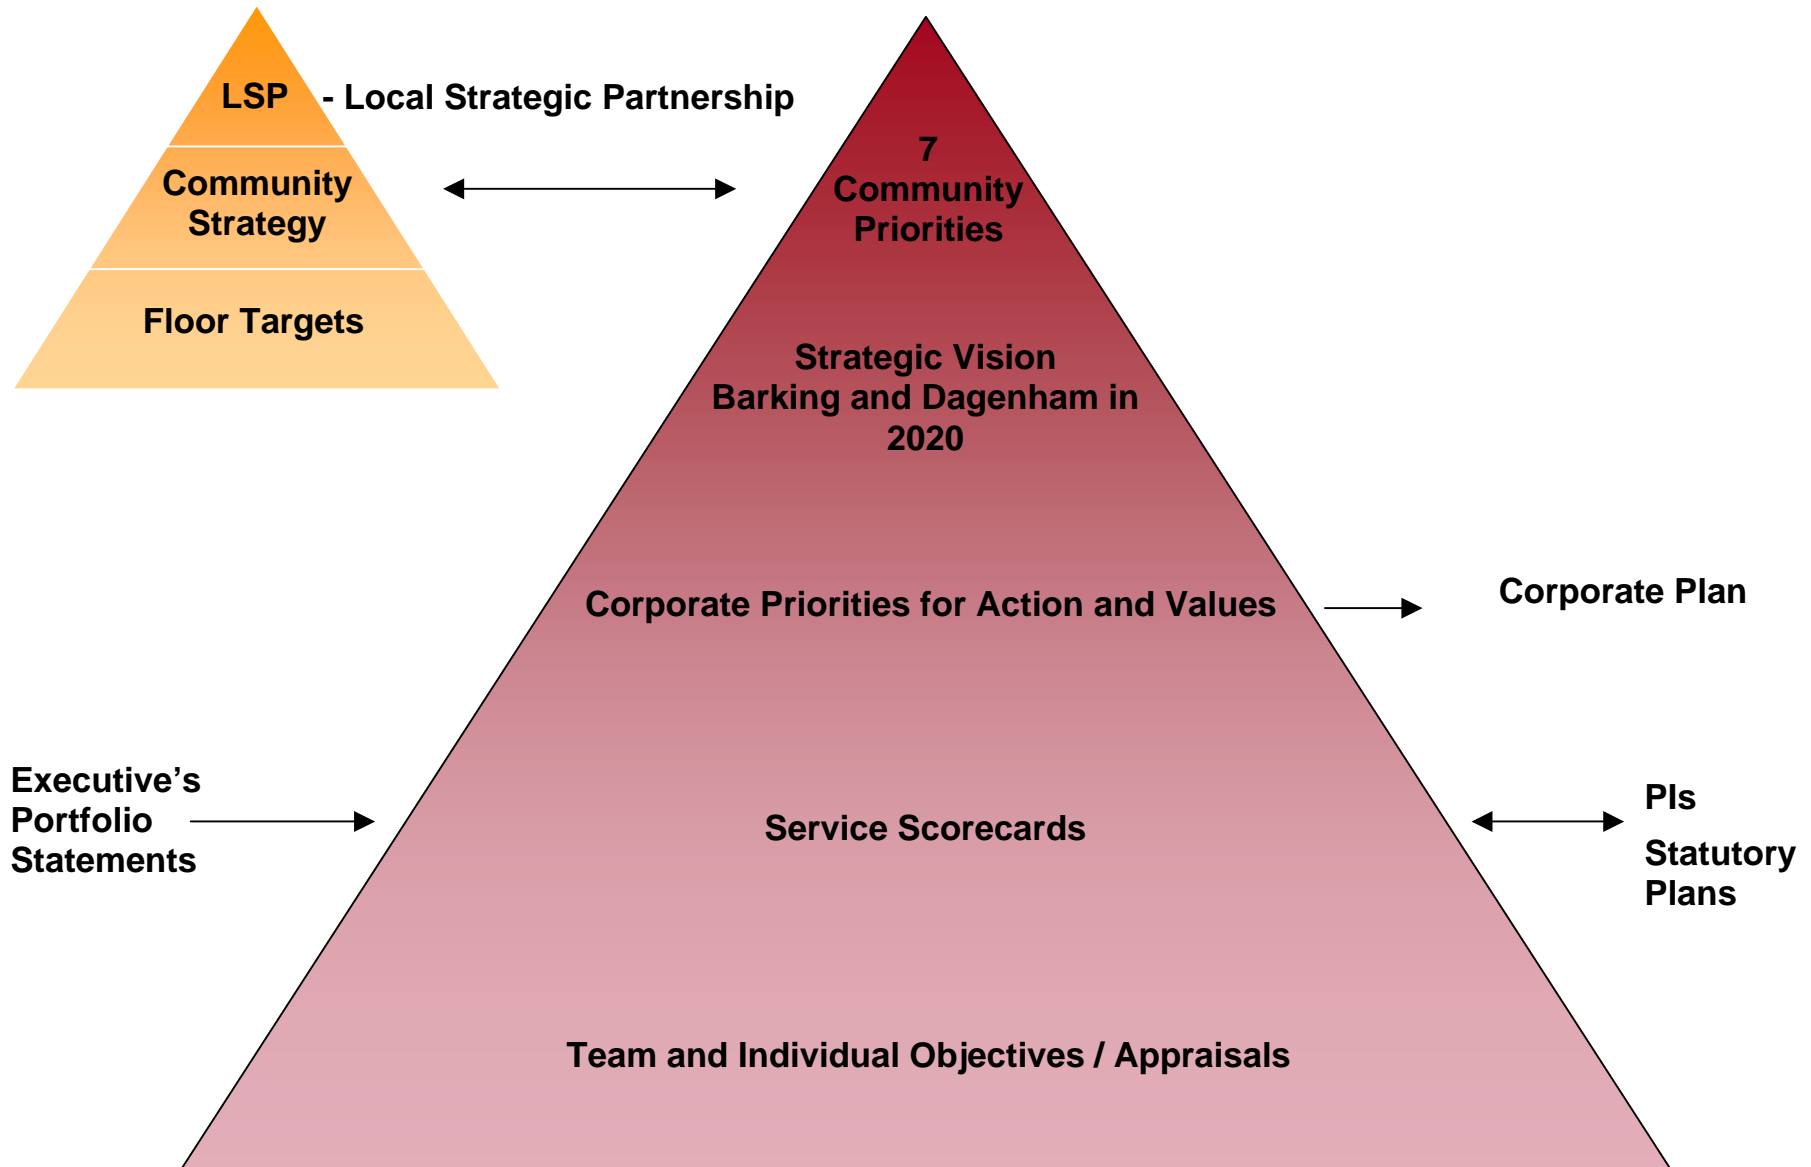 LSP - Local Strategic Partnership
Community
Strategy
Floor Targets
7
Community
Priorities
Strategic Vision
Barking and Dagenham in
2020
Corporate Priorities for Action and Values
Corporate Plan
Executive’s
Portfolio
Statements
Service Scorecards
PIs
Statutory
Plans
Team and Individual Objectives / Appraisals